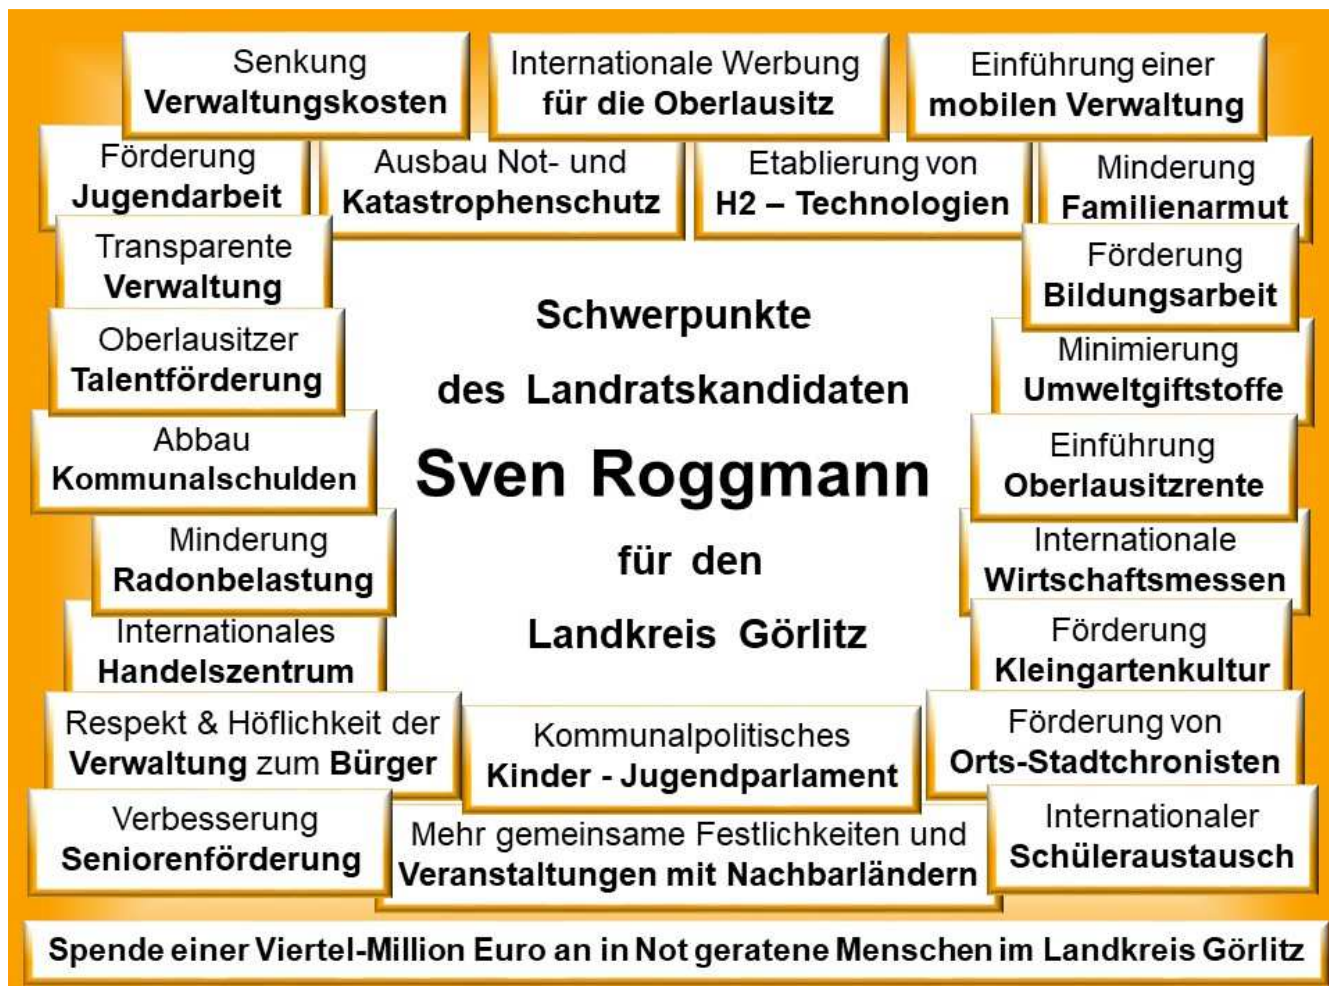 Senkung
Verwaltungskosten
Internationale Werbung
für die Oberlausitz
Einführung einer
mobilen Verwaltung
Förderung
Jugendarbeit
Ausbau Not- und
Katastrophenschutz
Etablierung von
H2 – Technologien
Minderung
Familienarmut
Transparente
Verwaltung
Förderung
Bildungsarbeit
Oberlausitzer
Talentförderung
Minimierung
Umweltgiftstoffe
Abbau
Kommunalschulden
Einführung
Oberlausitzrente
Minderung
Radonbelastung
Internationale
Wirtschaftsmessen
Internationales
Handelszentrum
Förderung
Kleingartenkultur
Schwerpunkte
des Landratskandidaten
Sven Roggmann
für den
Landkreis Görlitz
Respekt & Höflichkeit der
Verwaltung zum Bürger
Kommunalpolitisches
Kinder - Jugendparlament
Förderung von
Orts-Stadtchronisten
Verbesserung
Seniorenförderung
Mehr gemeinsame Festlichkeiten und
Veranstaltungen mit Nachbarländern
Internationaler
Schüleraustausch
Spende einer Viertel-Million Euro an in Not geratene Menschen im Landkreis Görlitz